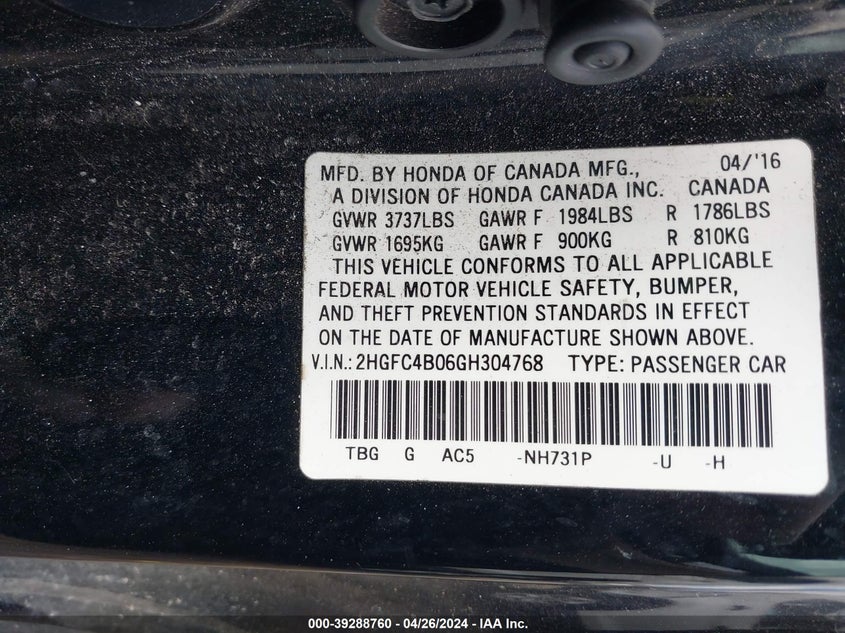 MFD. BY HONDA OF CANADA MFG., 04/'16
A DIVISION OF HONDA CANADA INC. CANADA
GVWR 3737LBS GAWR F 1984LBS R 1786LBS
GVWR 1695KG GAWR F 900KG R 810KG
THIS VEHICLE CONFORMS TO ALL APPLICABLE
FEDERAL MOTOR VEHICLE SAFETY, BUMPER,
AND THEFT PREVENTION STANDARDS IN EFFECT
ON THE DATE OF MANUFACTURE SHOWN ABOVE.
V.I.N.: 2HGFC4B06GH304768 TYPE: PASSENGER CAR
TBG G AC5 -NH731P -U -H
000-39288760 - 04/26/2024 - IAA Inc.